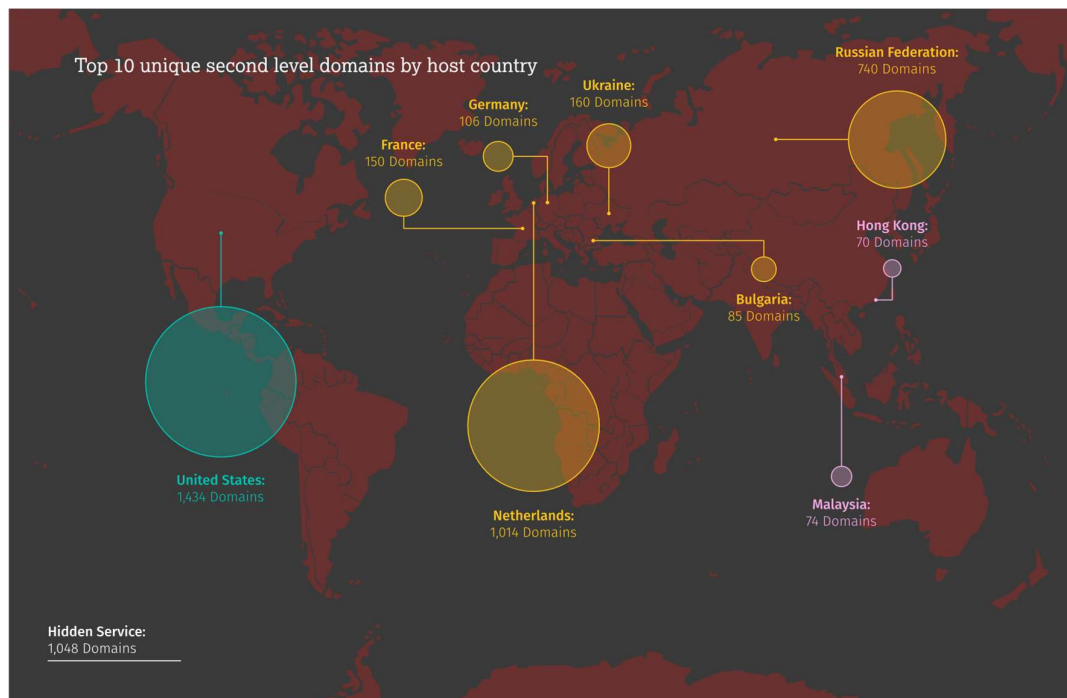 Top 10 unique second level domains by host country
Russian Federation:
740 Domains
Ukraine:
160 Domains
Germany:
106 Domains
France:
150 Domains
Hong Kong:
70 Domains
Bulgaria:
85 Domains
United States:
1,434 Domains
Netherlands:
1,014 Domains
Malaysia:
74 Domains
Hidden Service:
1,048 Domains